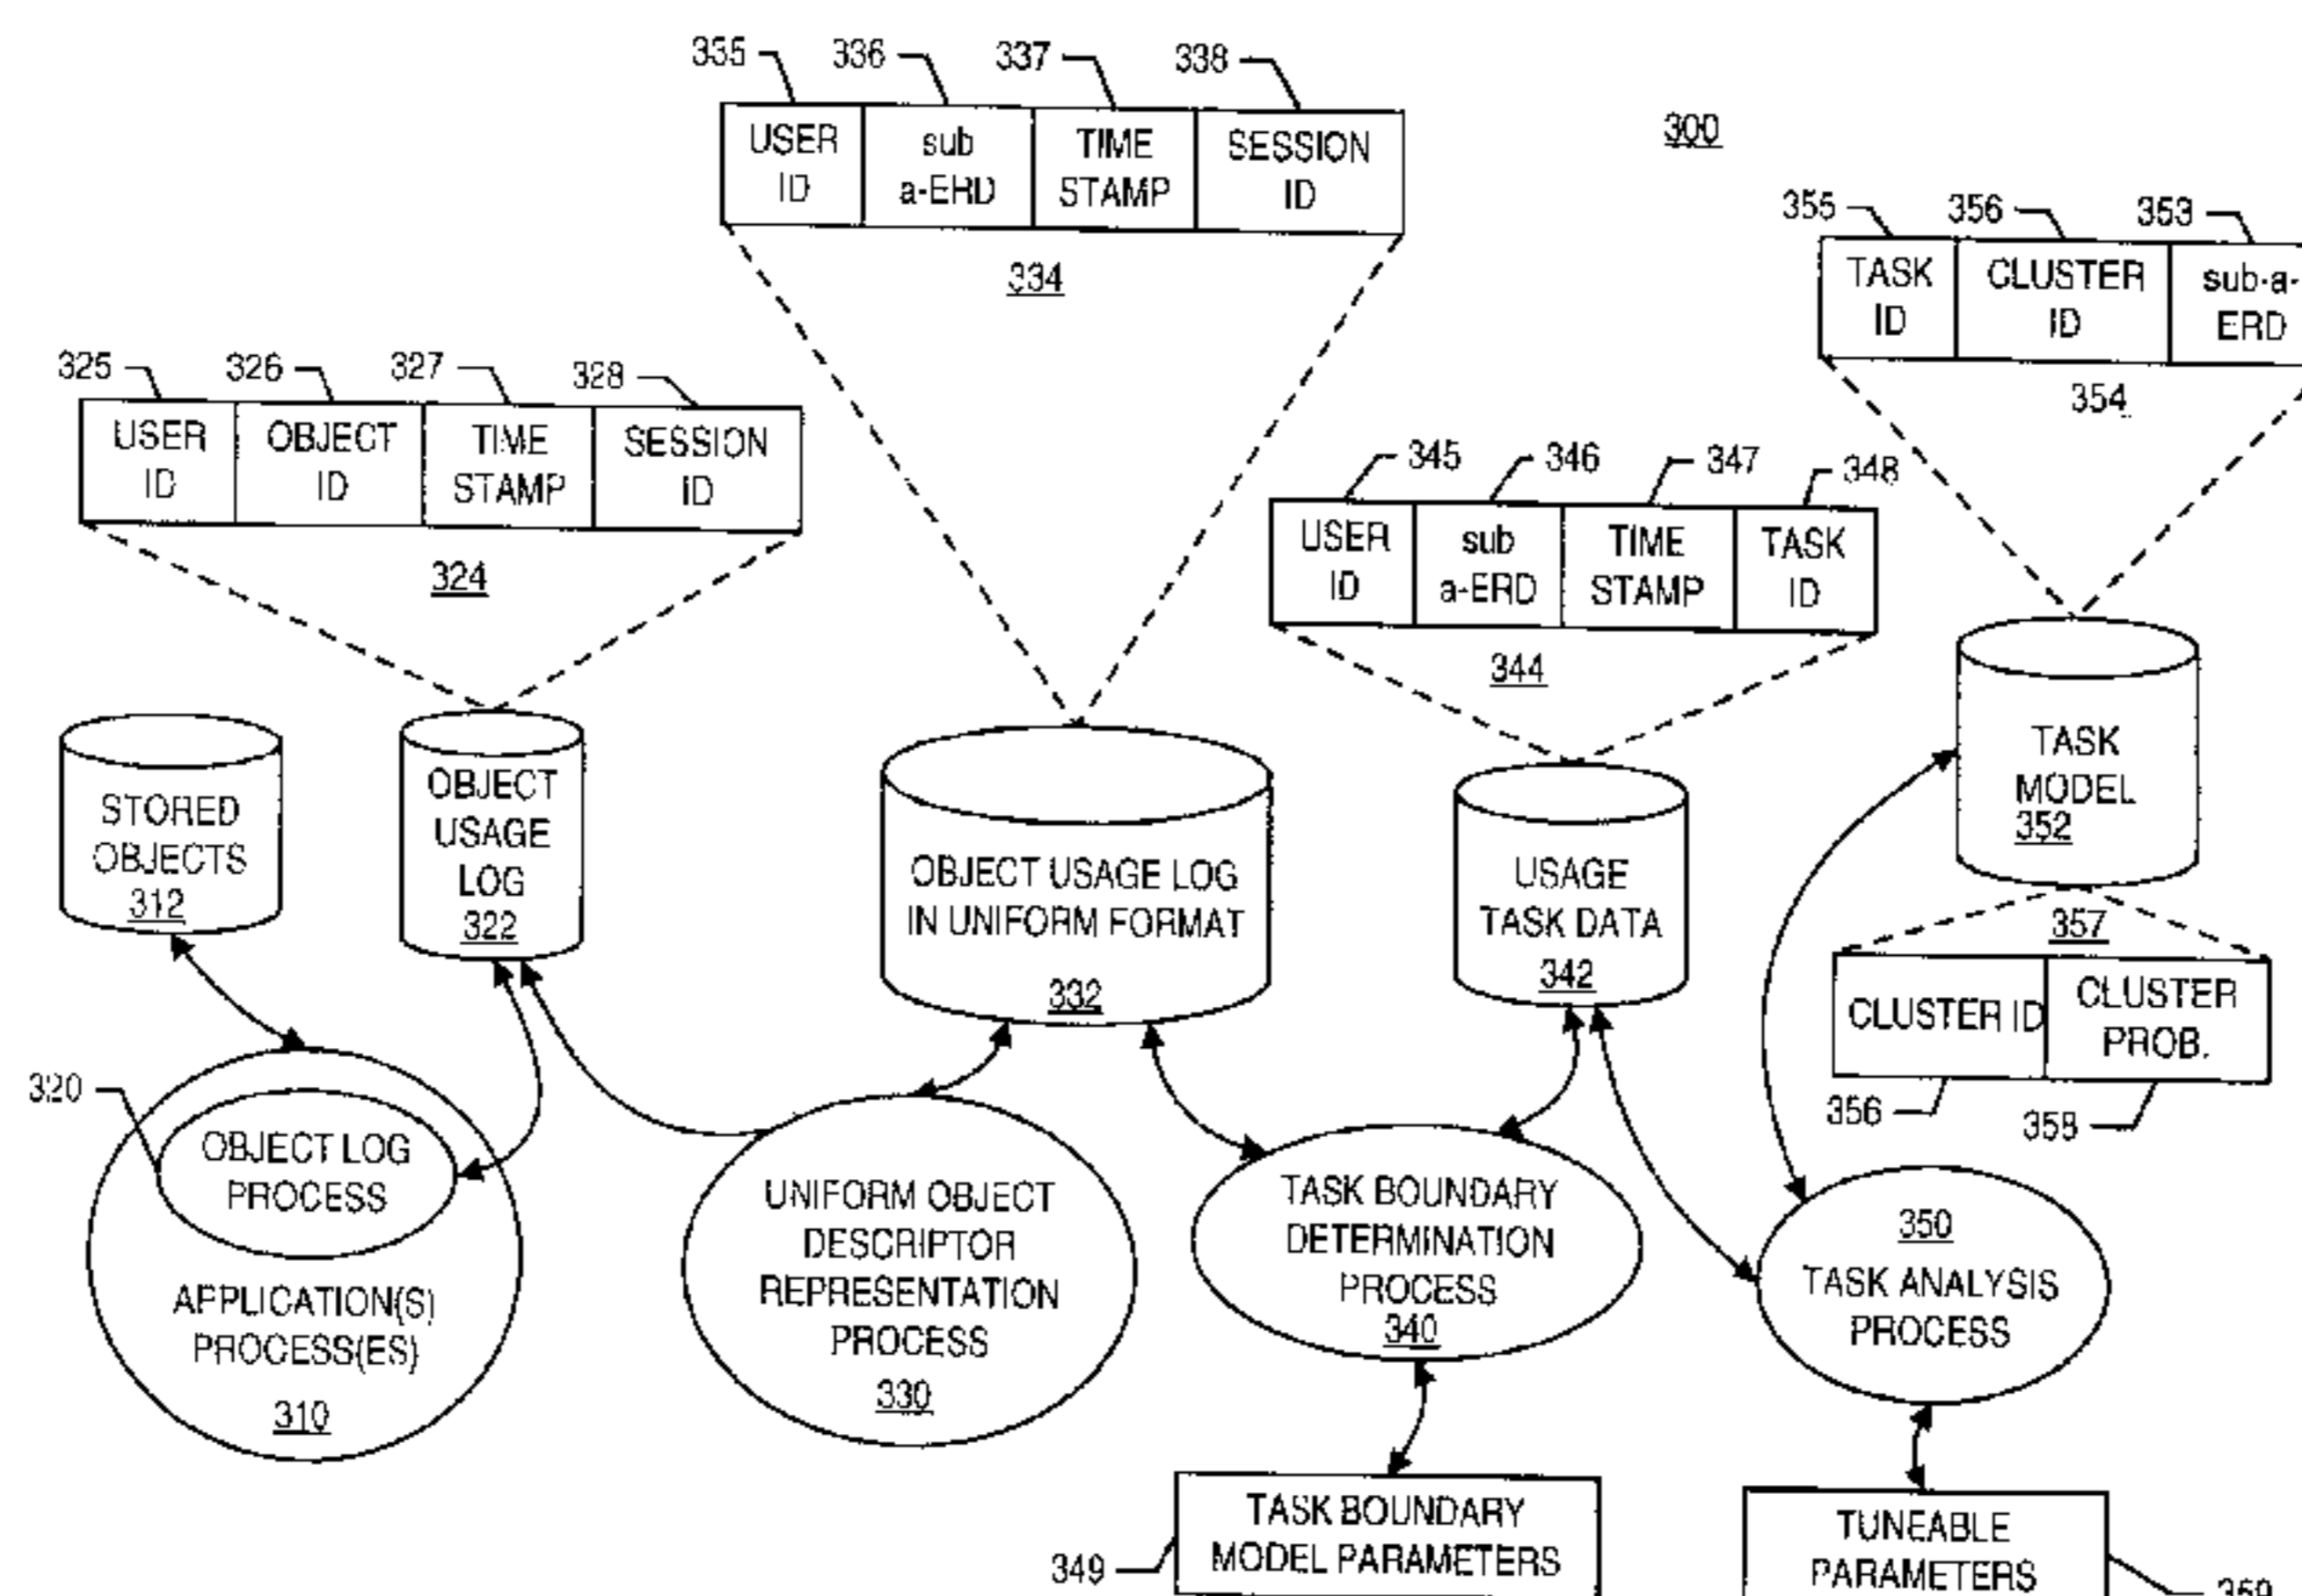 335
336
337
338
USER
ID
sub
a-ERD
TIME
STAMP
SESSION
ID
334
300
355
356
353
TASK
ID
CLUSTER
ID
sub-a-
ERD
354
325
326
327
328
USER
ID
OBJECT
ID
TIME
STAMP
SESSION
ID
324
345
346
347
348
USER
ID
sub
a-ERD
TIME
STAMP
TASK
ID
344
STORED
OBJECTS
312
OBJECT
USAGE
LOG
322
OBJECT USAGE LOG
IN UNIFORM FORMAT
332
USAGE
TASK DATA
342
TASK
MODEL
352
357
CLUSTER ID
CLUSTER
PROB.
356
358
320
OBJECT LOG
PROCESS
APPLICATION(S)
PROCESS(ES)
310
UNIFORM OBJECT
DESCRIPTOR
REPRESENTATION
PROCESS
330
TASK BOUNDARY
DETERMINATION
PROCESS
340
350
TASK ANALYSIS
PROCESS
349
TASK BOUNDARY
MODEL PARAMETERS
TUNEABLE
PARAMETERS